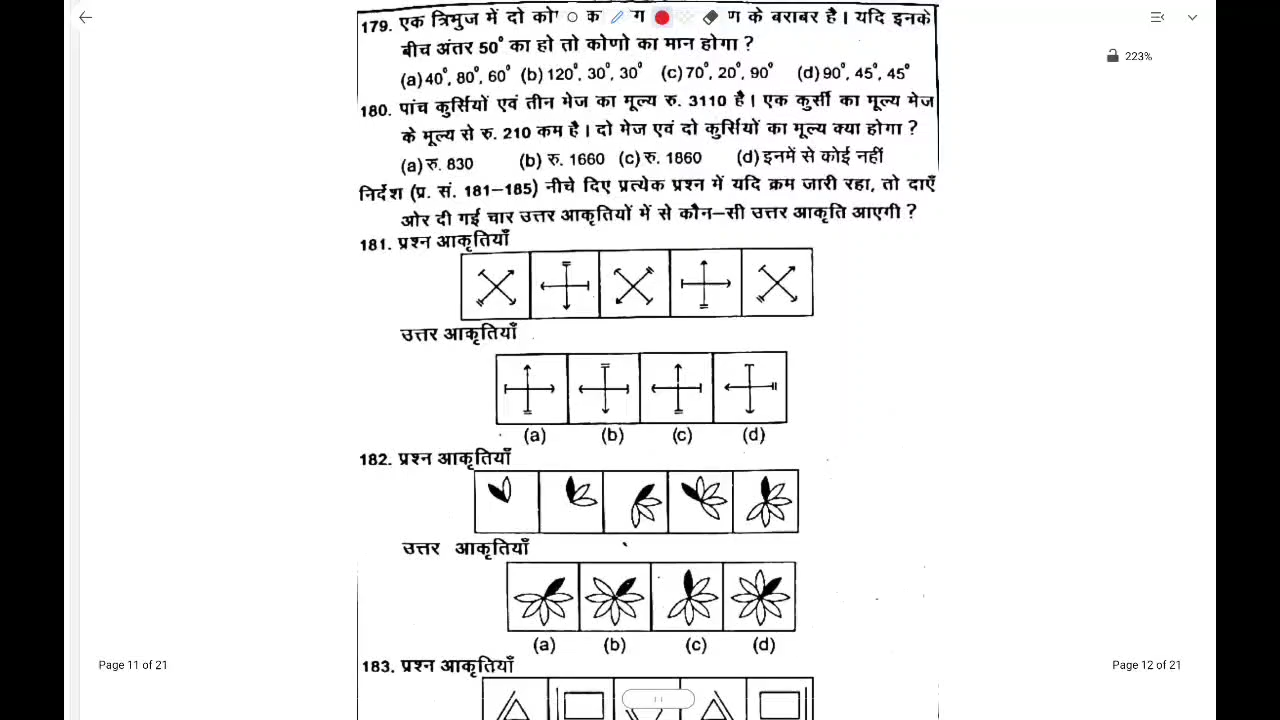 223%
179. एक त्रिभुज में दो के बराबर है। यदि इनके
बीच अंतर 50° का हो तो कोणो का मान होगा ?
(a) 40°, 80°, 60° (b) 120°, 30°, 30° (c) 70°, 20°, 90° (d) 90°, 45°, 45°
180. पांच कुर्सियों एवं तीन मेज का मूल्य रु. 3110 है। एक कुर्सी का मूल्य मेज
के मूल्य से रु. 210 कम है। दो मेज एवं दो कुर्सियों का मूल्य क्या होगा ?
(a) रु. 830 (b) रु. 1660 (c) रु. 1860 (d) इनमें से कोई नहीं
निर्देश (प्र. सं. 181–185) नीचे दिए प्रत्येक प्रश्न में यदि क्रम जारी रहा, तो दाएँ
ओर दी गई चार उत्तर आकृतियों में से कौन–सी उत्तर आकृति आएगी ?
181. प्रश्न आकृतियाँ
उत्तर आकृतियाँ
(a) (b) (c) (d)
182. प्रश्न आकृतियाँ
उत्तर आकृतियाँ
(a) (b) (c) (d)
183. प्रश्न आकृतियाँ
Page 11 of 21
Page 12 of 21